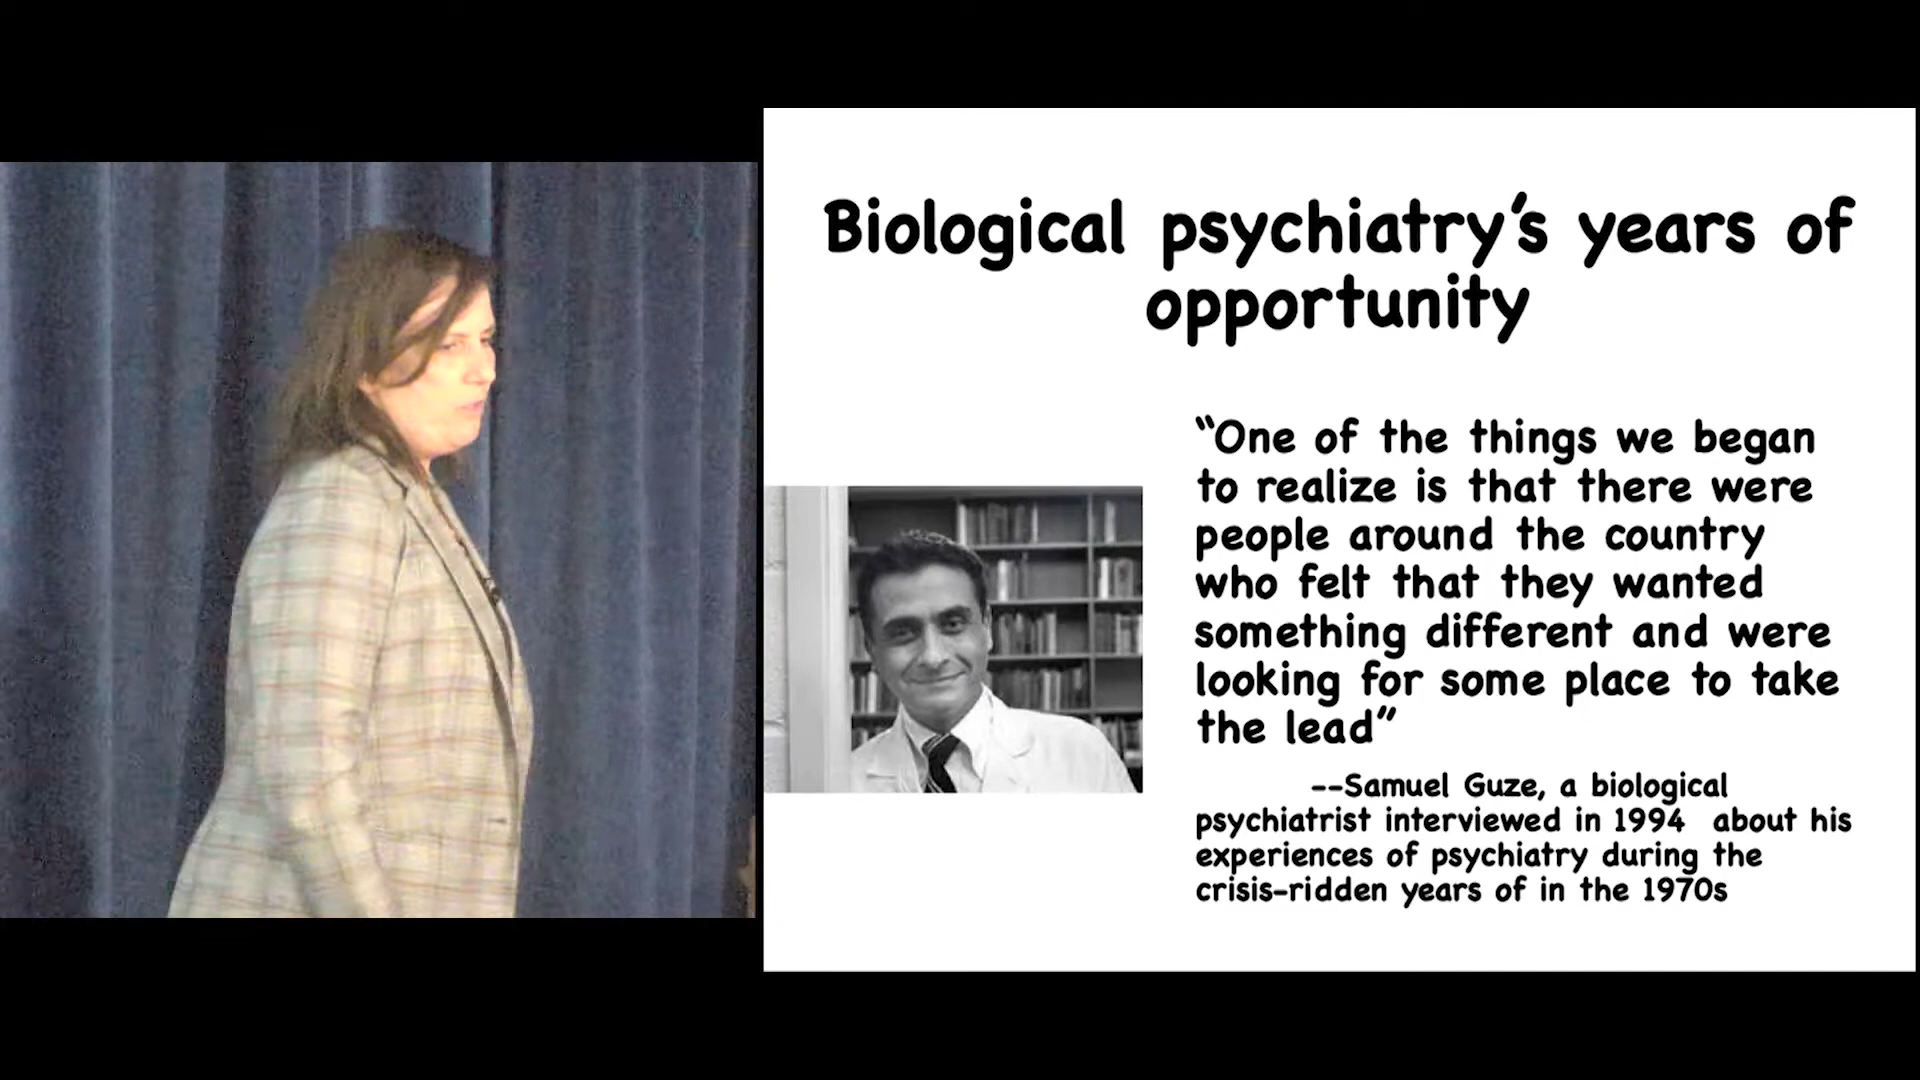 Biological psychiatry's years of
opportunity
"One of the things we began
to realize is that there were
people around the country
who felt that they wanted
something different and were
looking for some place to take
the lead"
--Samuel Guze, a biological
psychiatrist interviewed in 1994 about his
experiences of psychiatry during the
crisis-ridden years of in the 1970s